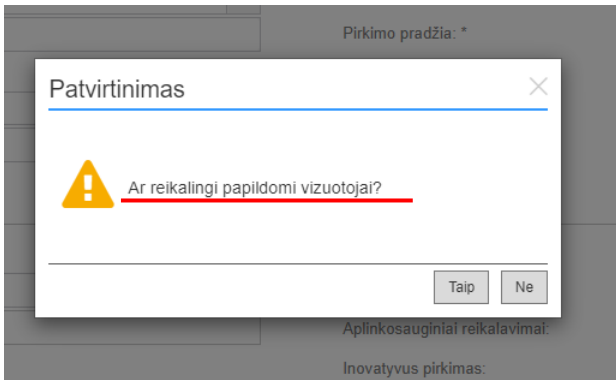 Pirkimo pradžia: *
Patvirtinimas
Ar reikalingi papildomi vizuotojai?
Taip Ne
Aplinkosauginiai reikalavimai:
Inovatyvus pirkimas: